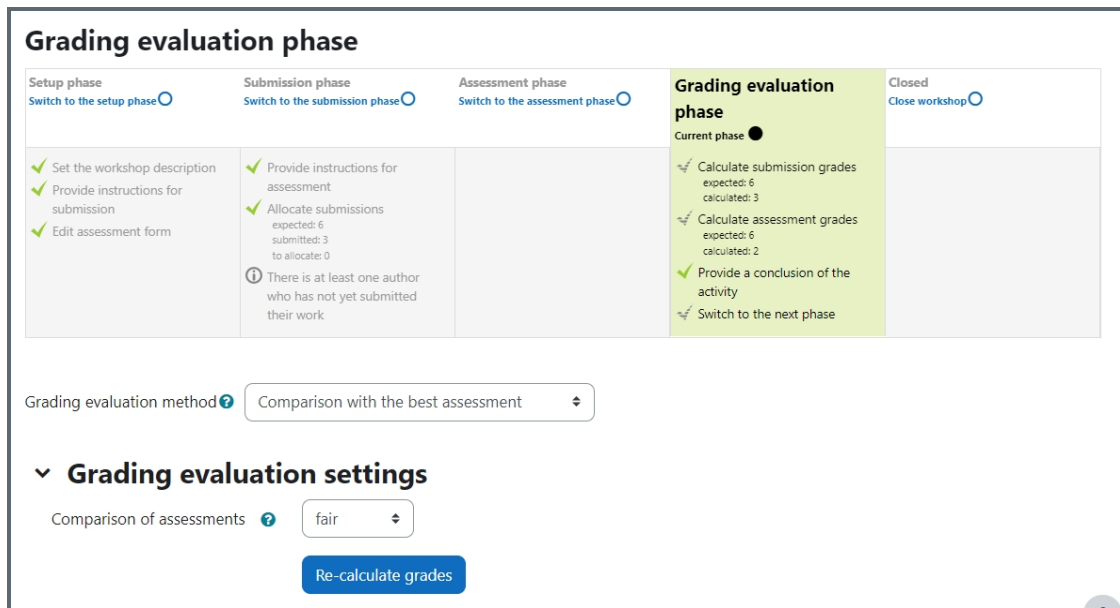 Grading evaluation phase
Setup phase
Switch to the setup phase
Set the workshop description
Provide instructions for
submission
Edit assessment form
Submission phase
Switch to the submission phase
Provide instructions for
assessment
Allocate submissions
expected: 6
submitted: 3
to allocate: 0
There is at least one author
who has not yet submitted
their work
Assessment phase
Switch to the assessment phase
Grading evaluation
phase
Current phase
Calculate submission grades
expected: 6
calculated: 3
Calculate assessment grades
expected: 6
calculated: 2
Provide a conclusion of the
activity
Switch to the next phase
Closed
Close workshop
Grading evaluation method
Comparison with the best assessment
Grading evaluation settings
Comparison of assessments
fair
Re-calculate grades